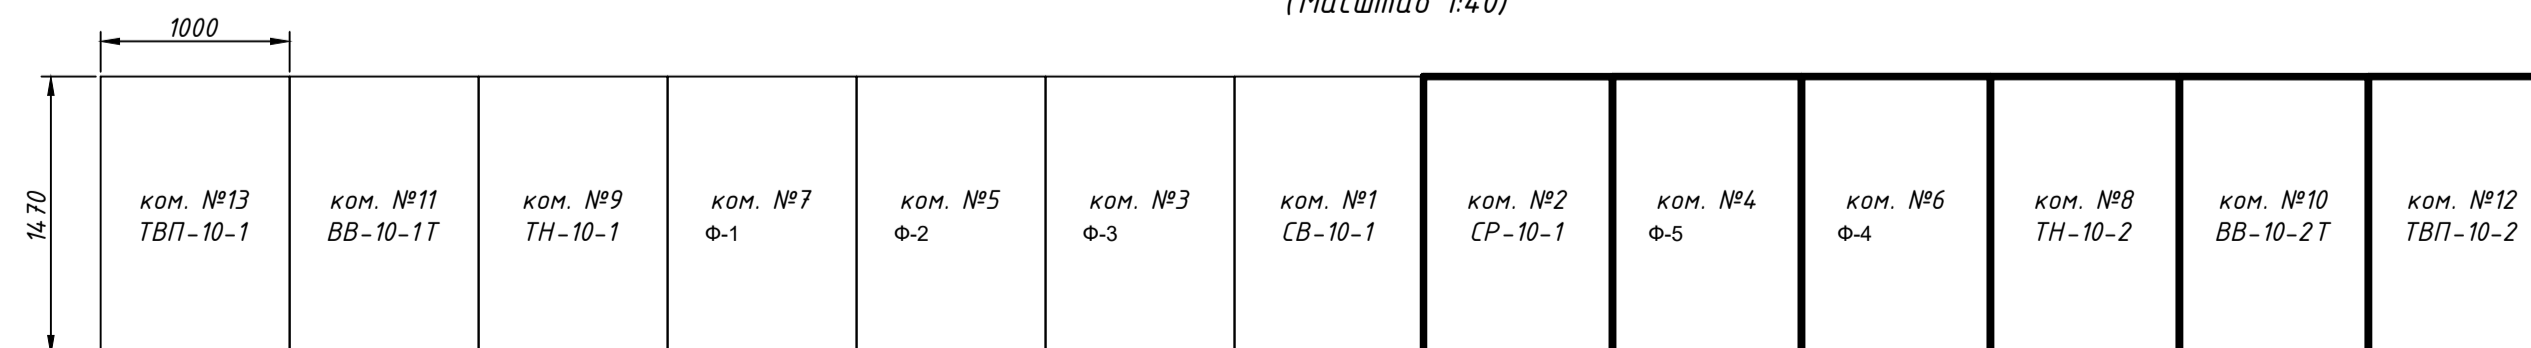 (Масштаб 1:40)
1000
1470
ком. №13
ТВП-10-1
ком. №11
ВВ-10-1Т
ком. №9
ТН-10-1
ком. №7
Ф-1
ком. №5
Ф-2
ком. №3
Ф-3
ком. №1
СВ-10-1
ком. №2
СР-10-1
ком. №4
Ф-5
ком. №6
Ф-4
ком. №8
ТН-10-2
ком. №10
ВВ-10-2Т
ком. №12
ТВП-10-2